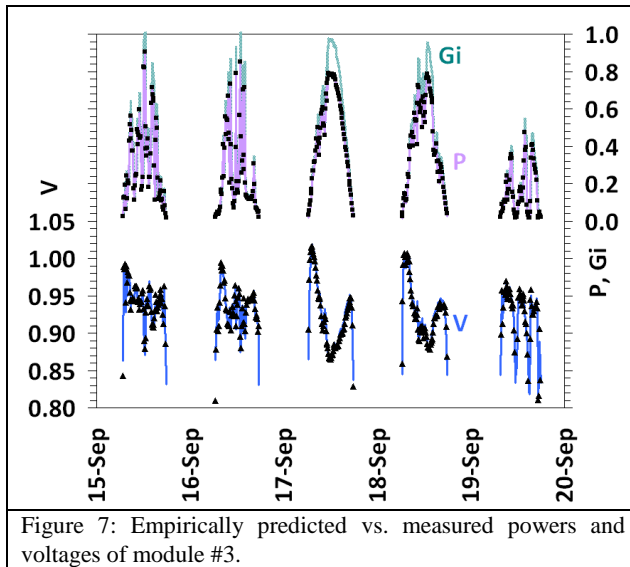 1.0
Gi
0.8
0.6
V
P
0.4
0.2
1.05
0.0
1.00
P, Gi
0.95
0.90
V
0.85
0.80
15-Sep
16-Sep
17-Sep
18-Sep
19-Sep
20-Sep
Figure 7: Empirically predicted vs. measured powers and
voltages of module #3.